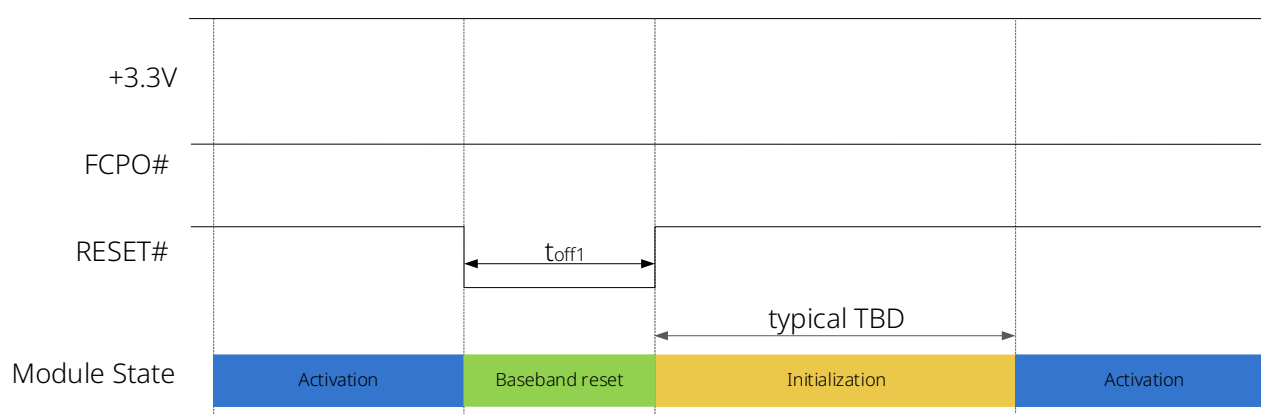 +3.3V
FCPO#
RESET#
toff1
typical TBD
Module State
Activation
Baseband reset
Initialization
Activation